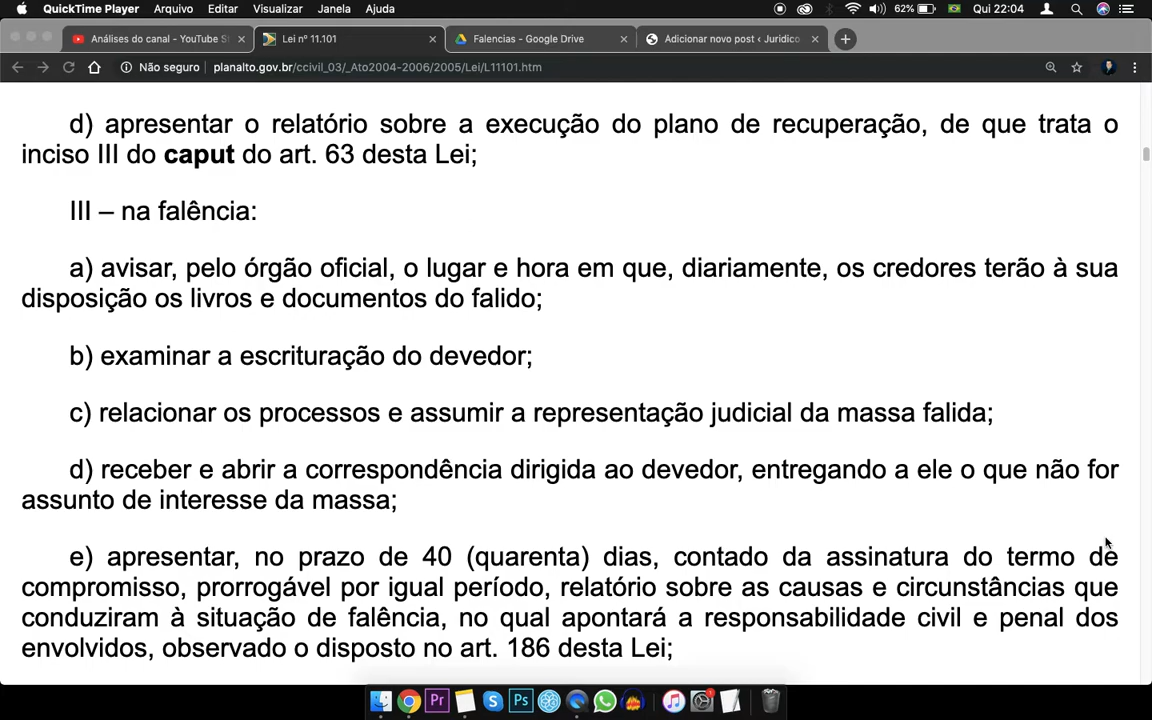 QuickTime Player Arquivo Editar Visualizar Janela Ajuda 62% Qui 22:04
Análises do canal - YouTube S
Lei nº 11.101
Falencias - Google Drive
Adicionar novo post ‹ Juridico
Não seguro planalto.gov.br/ccivil_03/_Ato2004-2006/2005/Lei/L11101.htm
d) apresentar o relatório sobre a execução do plano de recuperação, de que trata o
inciso III do caput do art. 63 desta Lei;
III – na falência:
a) avisar, pelo órgão oficial, o lugar e hora em que, diariamente, os credores terão à sua
disposição os livros e documentos do falido;
b) examinar a escrituração do devedor;
c) relacionar os processos e assumir a representação judicial da massa falida;
d) receber e abrir a correspondência dirigida ao devedor, entregando a ele o que não for
assunto de interesse da massa;
e) apresentar, no prazo de 40 (quarenta) dias, contado da assinatura do termo de
compromisso, prorrogável por igual período, relatório sobre as causas e circunstâncias que
conduziram à situação de falência, no qual apontará a responsabilidade civil e penal dos
envolvidos, observado o disposto no art. 186 desta Lei;
Pr
Ps